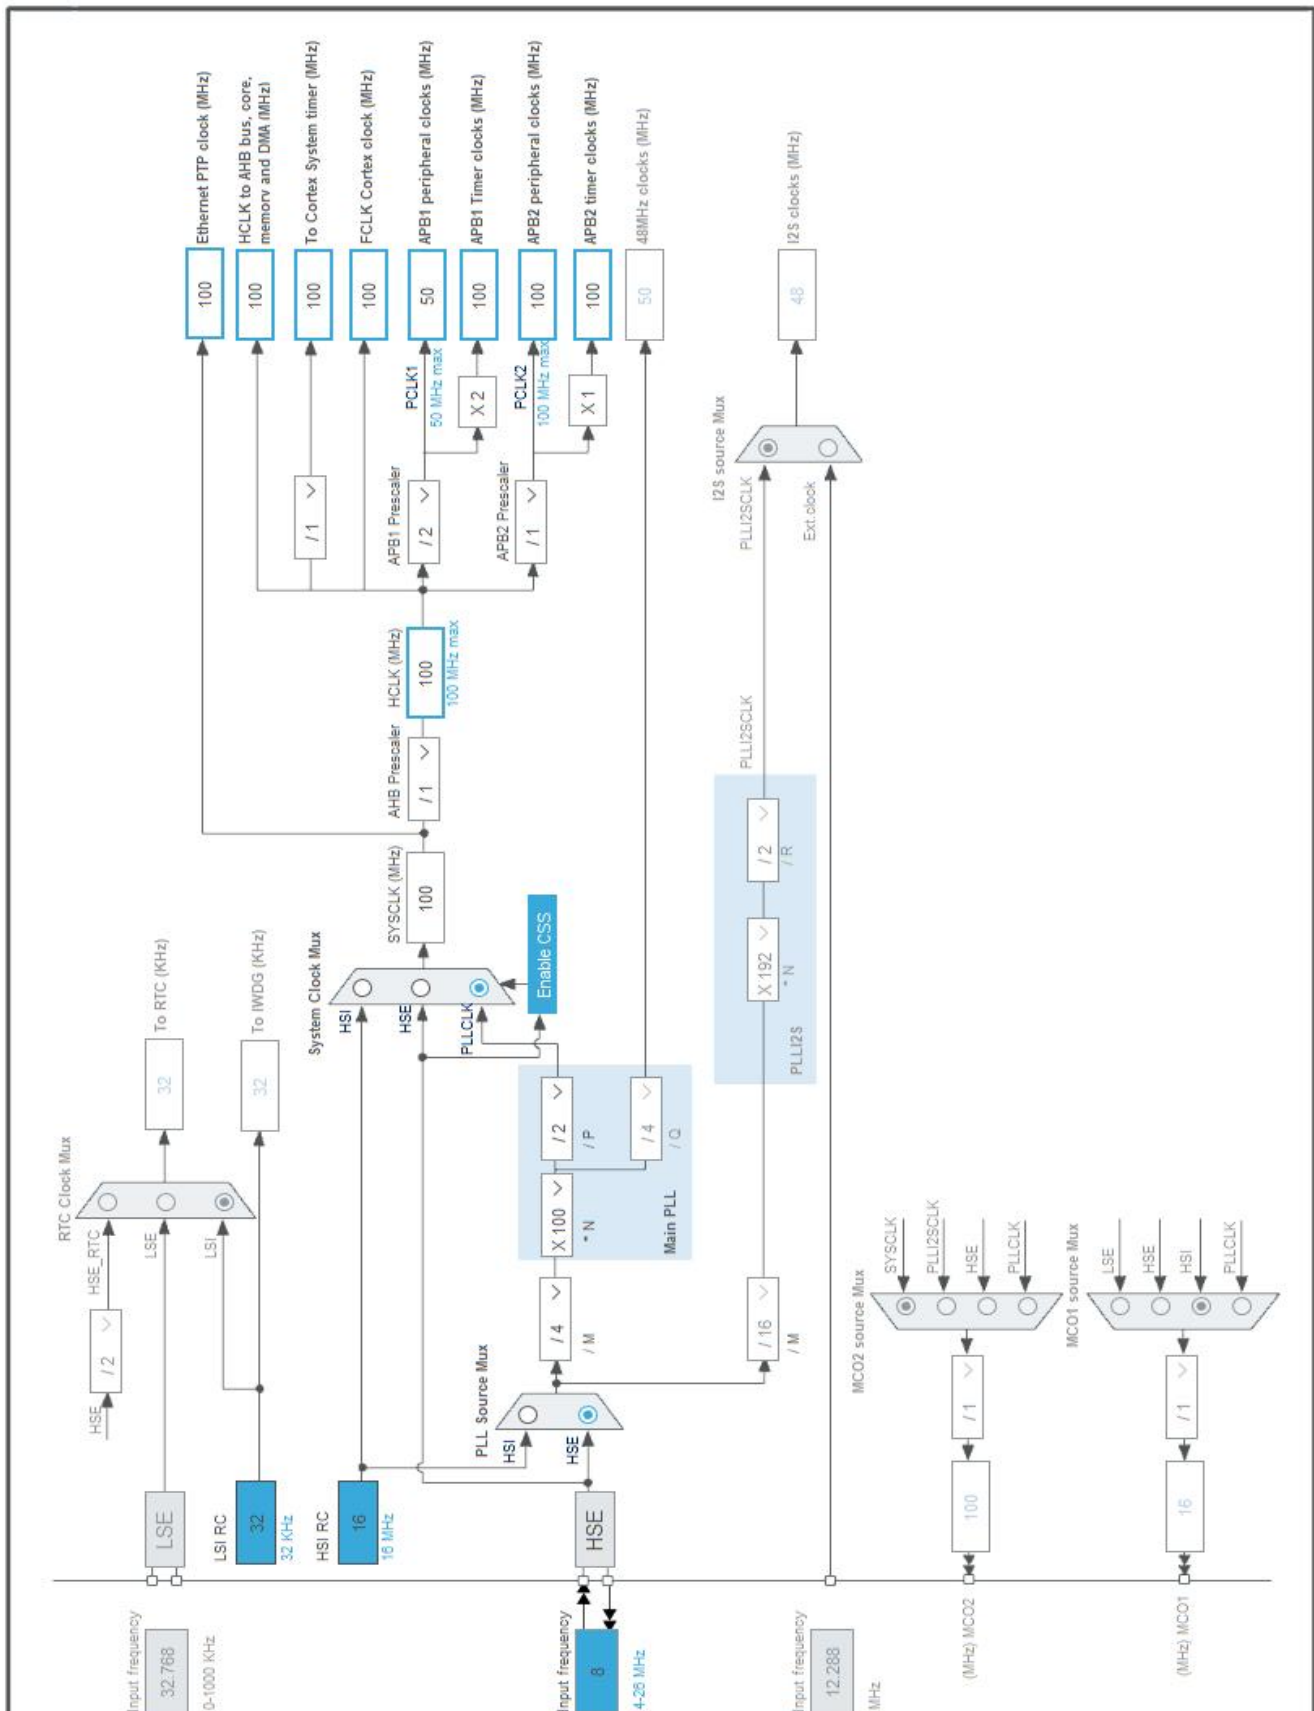 Input frequency
32.768
0-1000 KHz
LSE
HSE
/ 2
HSE_RTC
LSE
LSI
RTC Clock Mux
32
To RTC (KHz)
LSI RC
32
32 KHz
32
To IWDG (KHz)
HSI RC
16
16 MHz
System Clock Mux
HSI
HSE
PLLCLK
Enable CSS
SYSCLK (MHz)
100
AHB Prescaler
/ 1
HCLK (MHz)
100
100 MHz max
100
Ethernet PTP clock (MHz)
100
HCLK to AHB bus, core,
memory and DMA (MHz)
/ 1
100
To Cortex System timer (MHz)
100
FCLK Cortex clock (MHz)
APB1 Prescaler
/ 2
PCLK1
50 MHz max
50
APB1 peripheral clocks (MHz)
X 2
100
APB1 Timer clocks (MHz)
APB2 Prescaler
/ 1
PCLK2
100 MHz max
100
APB2 peripheral clocks (MHz)
X 1
100
APB2 timer clocks (MHz)
50
48MHz clocks (MHz)
Input frequency
8
4-26 MHz
HSE
PLL Source Mux
HSI
HSE
/ 4
/ M
X 100
* N
/ 2
/ P
/ 4
/ Q
Main PLL
/ 16
/ M
X 192
* N
/ 2
/ R
PLLI2S
PLLI2SCLK
PLLI2SCLK
I2S source Mux
Ext.clock
48
I2S clocks (MHz)
Input frequency
12.288
MHz
MCO2 source Mux
SYSCLK
PLLI2SCLK
HSE
PLLCLK
/ 1
100
(MHz) MCO2
MCO1 source Mux
LSE
HSE
HSI
PLLCLK
/ 1
16
(MHz) MCO1